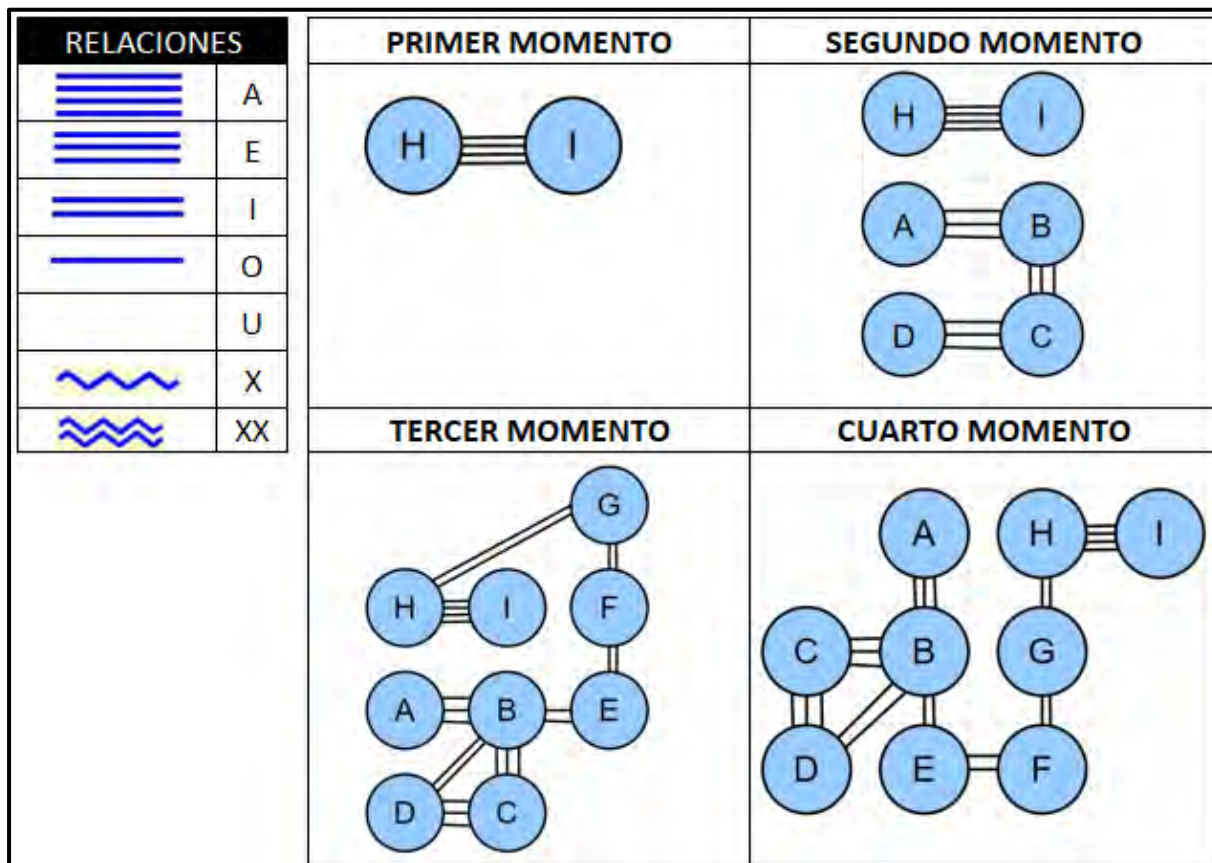 RELACIONES
A
E
I
O
U
X
XX
PRIMER MOMENTO
H I
SEGUNDO MOMENTO
H I
A B
D C
TERCER MOMENTO
G
H I F
A B E
D C
CUARTO MOMENTO
A H I
C B G
D E F